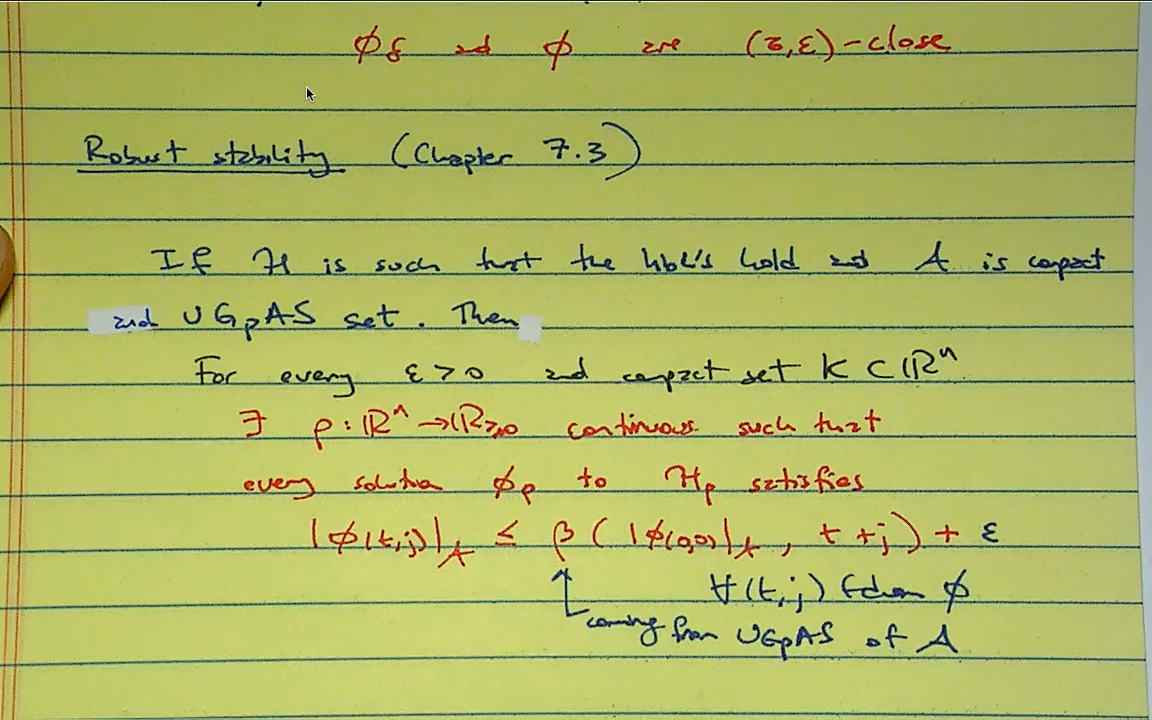 ϕδ and ϕ are (τ,ε)-close
Robust stability (Chapter 7.3)
If H is such that the hbc's hold and A is compact
and UGpAS set. Then
For every ε>0 and compact set K ⊂ ℝⁿ
∃ ρ: ℝⁿ → ℝ≥0 continuous such that
every solution ϕρ to Hρ satisfies
|ϕ(t,j)|A ≤ β(|ϕ(0,0)|A, t+j) + ε
∀(t,j) ∈ dom ϕ
coming from UGpAS of A